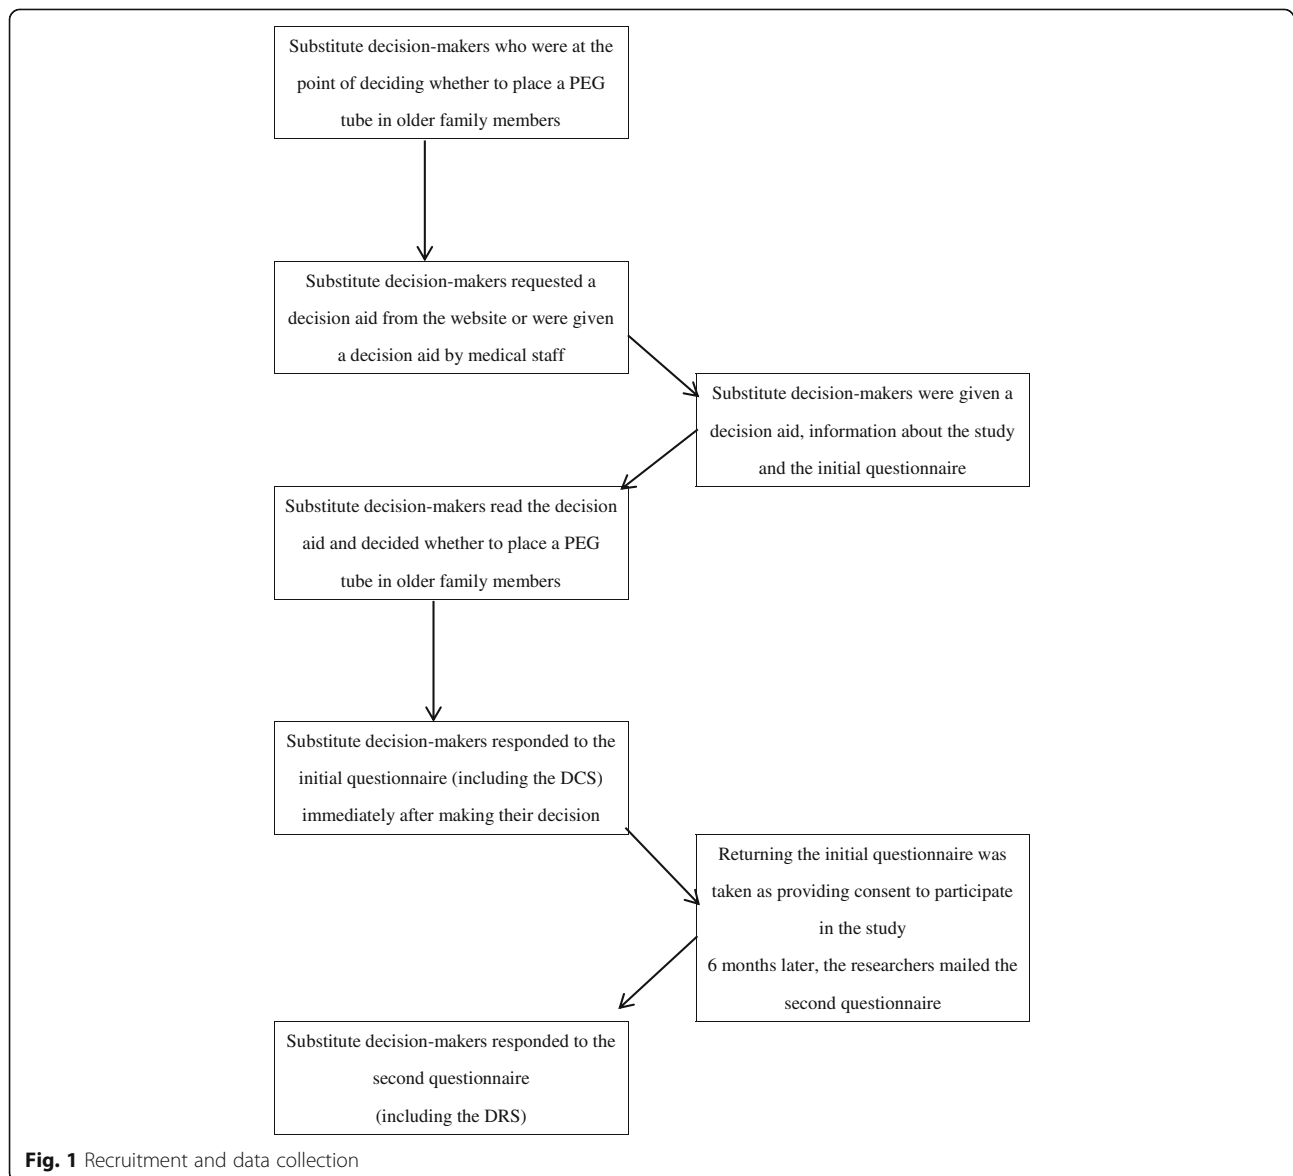 Substitute decision-makers who were at the
point of deciding whether to place a PEG
tube in older family members
Substitute decision-makers requested a
decision aid from the website or were given
a decision aid by medical staff
Substitute decision-makers were given a
decision aid, information about the study
and the initial questionnaire
Substitute decision-makers read the decision
aid and decided whether to place a PEG
tube in older family members
Substitute decision-makers responded to the
initial questionnaire (including the DCS)
immediately after making their decision
Returning the initial questionnaire was
taken as providing consent to participate
in the study
6 months later, the researchers mailed the
second questionnaire
Substitute decision-makers responded to the
second questionnaire
(including the DRS)
Fig. 1 Recruitment and data collection